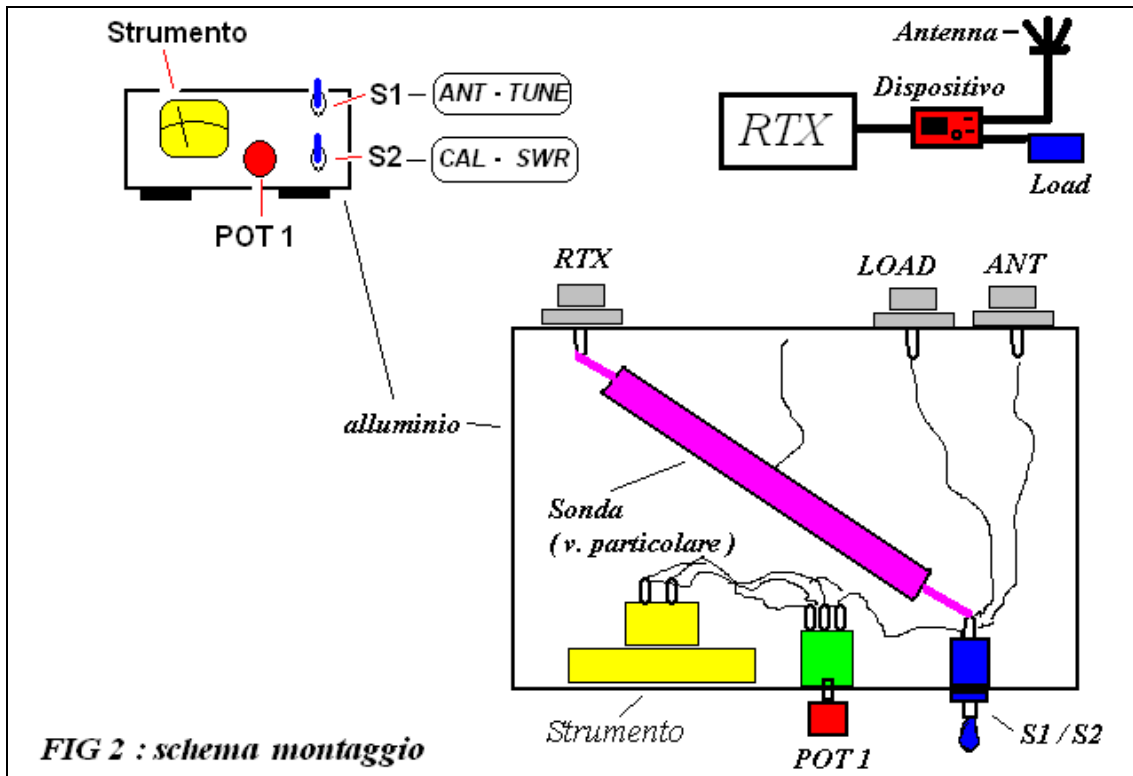 Strumento
S1
ANT - TUNE
S2
CAL - SWR
POT 1
Antenna
Dispositivo
RTX
Load
RTX
LOAD
ANT
alluminio
Sonda
( v. particolare )
Strumento
POT 1
S1 / S2
FIG 2 : schema montaggio